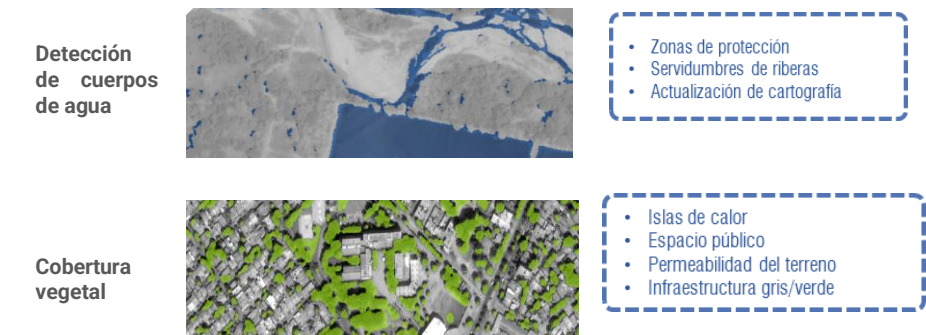 Detección
de cuerpos
de agua
• Zonas de protección
• Servidumbres de riberas
• Actualización de cartografía
Cobertura
vegetal
• Islas de calor
• Espacio público
• Permeabilidad del terreno
• Infraestructura gris/verde